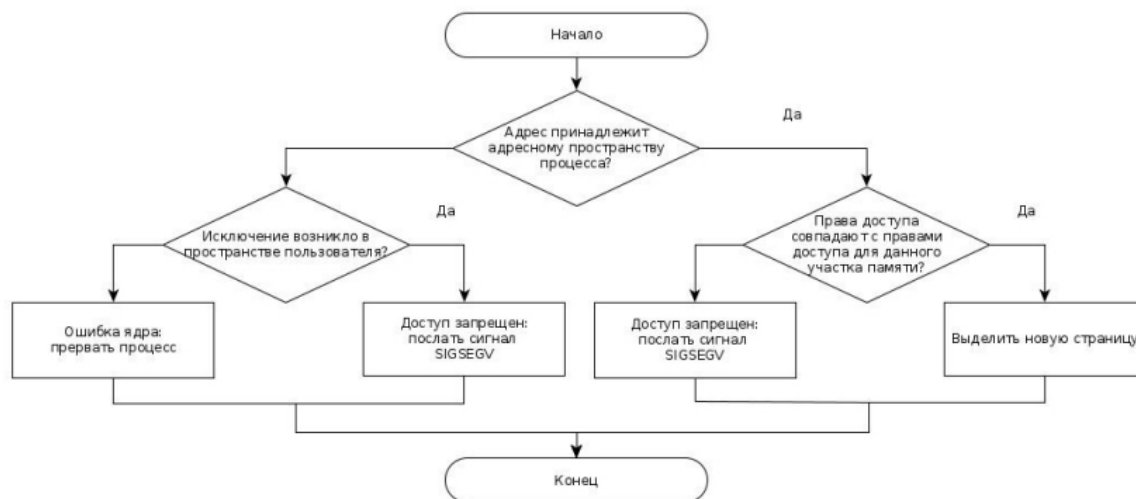 Начало
Адрес принадлежит
адресному пространству
процесса?
Да
Исключение возникло в
пространстве пользователя?
Да
Права доступа
совпадают с правами
доступа для данного
участка памяти?
Да
Ошибка ядра:
прервать процесс
Доступ запрещен:
послать сигнал
SIGSEGV
Доступ запрещен:
послать сигнал
SIGSEGV
Выделить новую страницу
Конец